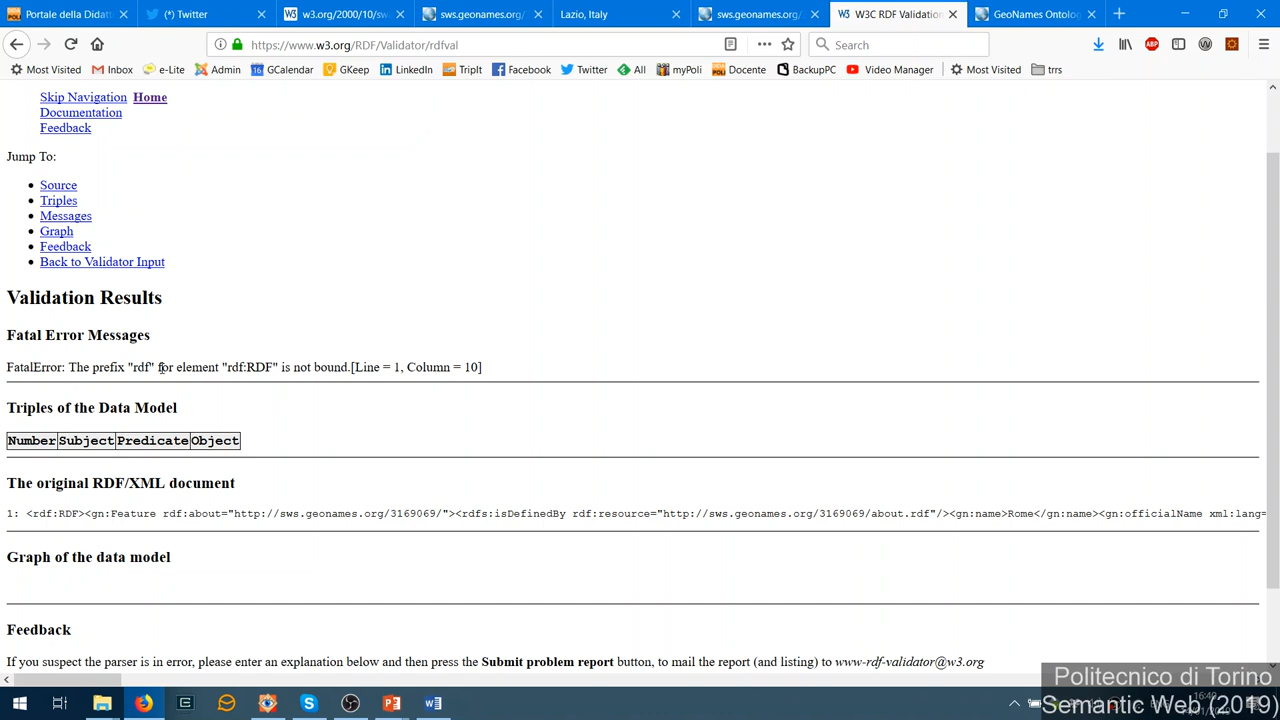 Portale della Didatt
(*) Twitter
w3.org/2000/10/sw
sws.geonames.org/
Lazio, Italy
sws.geonames.org/
W3C RDF Validation
GeoNames Ontolog
https://www.w3.org/RDF/Validator/rdfval
Search
Most Visited
Inbox
e-Lite
Admin
GCalendar
GKeep
LinkedIn
TripIt
Facebook
Twitter
All
myPoli
Docente
BackupPC
Video Manager
Most Visited
trrs
Skip Navigation Home
Documentation
Feedback
Jump To:
Source
Triples
Messages
Graph
Feedback
Back to Validator Input
Validation Results
Fatal Error Messages
FatalError: The prefix "rdf" for element "rdf:RDF" is not bound.[Line = 1, Column = 10]
Triples of the Data Model
Number Subject Predicate Object
The original RDF/XML document
1: <rdf:RDF><gn:Feature rdf:about="http://sws.geonames.org/3169069/"><rdfs:isDefinedBy rdf:resource="http://sws.geonames.org/3169069/about.rdf"/><gn:name>Rome</gn:name><gn:officialName xml:lang=
Graph of the data model
Feedback
If you suspect the parser is in error, please enter an explanation below and then press the Submit problem report button, to mail the report (and listing) to www-rdf-validator@w3.org
Politecnico di Torino
Semantic Web (2019)